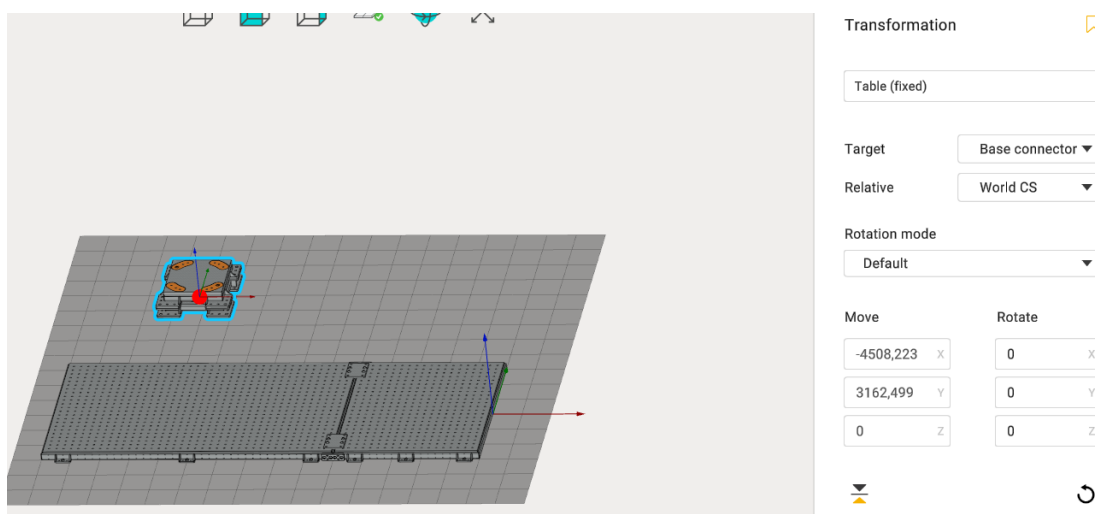 Transformation
Table (fixed)
Target Base connector
Relative World CS
Rotation mode
Default
Move Rotate
-4508,223 X 0 X
3162,499 Y 0 Y
0 Z 0 Z